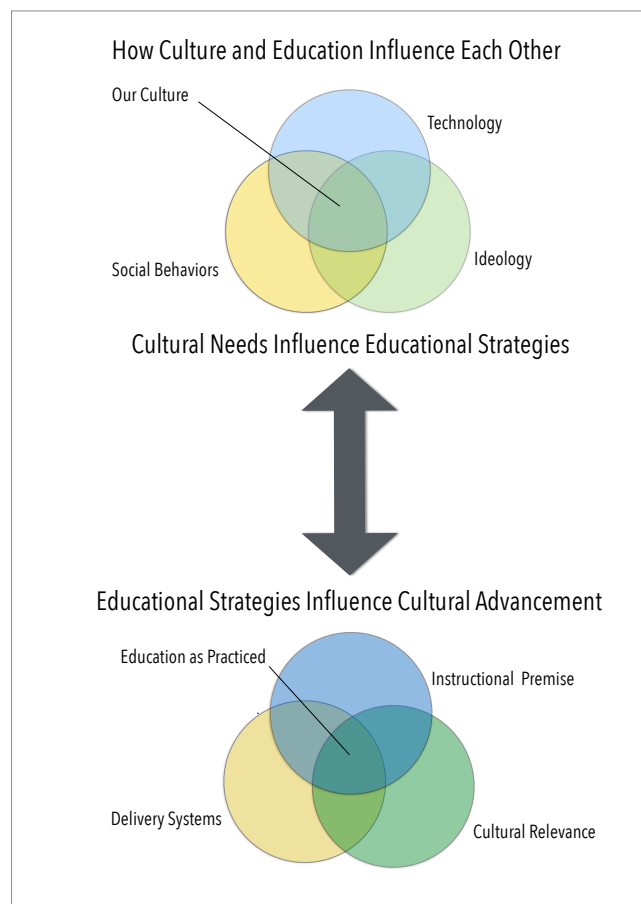 How Culture and Education Influence Each Other
Our Culture
Technology
Social Behaviors
Ideology
Cultural Needs Influence Educational Strategies
Educational Strategies Influence Cultural Advancement
Education as Practiced
Instructional Premise
Delivery Systems
Cultural Relevance